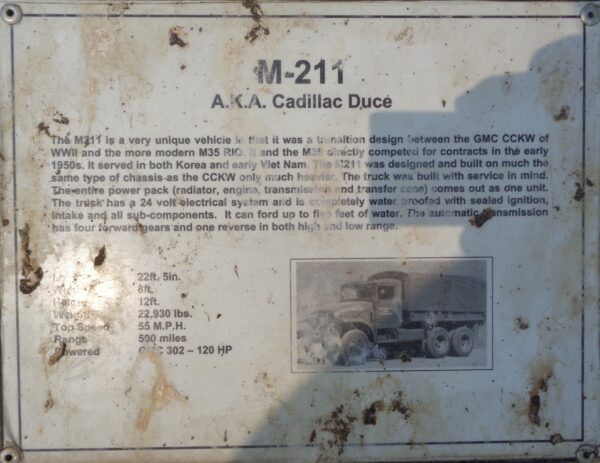 M-211
A.K.A. Cadillac Duce
The M211 is a very unique vehicle in that it was a transition design between the GMC CCKW of
WWII and the more modern M35 RIO. It and the M35 directly competed for contracts in the early
1950s. It served in both Korea and early Viet Nam. The M211 was designed and built on much the
same type of chassis as the CCKW only much heavier. The truck was built with service in mind.
The entire power pack (radiator, engine, transmission and transfer case) comes out as one unit.
The truck has a 24 volt electrical system and is completely water proofed with sealed ignition,
intake and all sub-components. It can ford up to five feet of water. The automatic transmission
has four forward gears and one reverse in both high and low range.
22ft. 5in.
8ft.
Height 12ft.
Weight 22,930 lbs.
Top Speed 55 M.P.H.
Range 590 miles
Powered GMC 302 – 120 HP